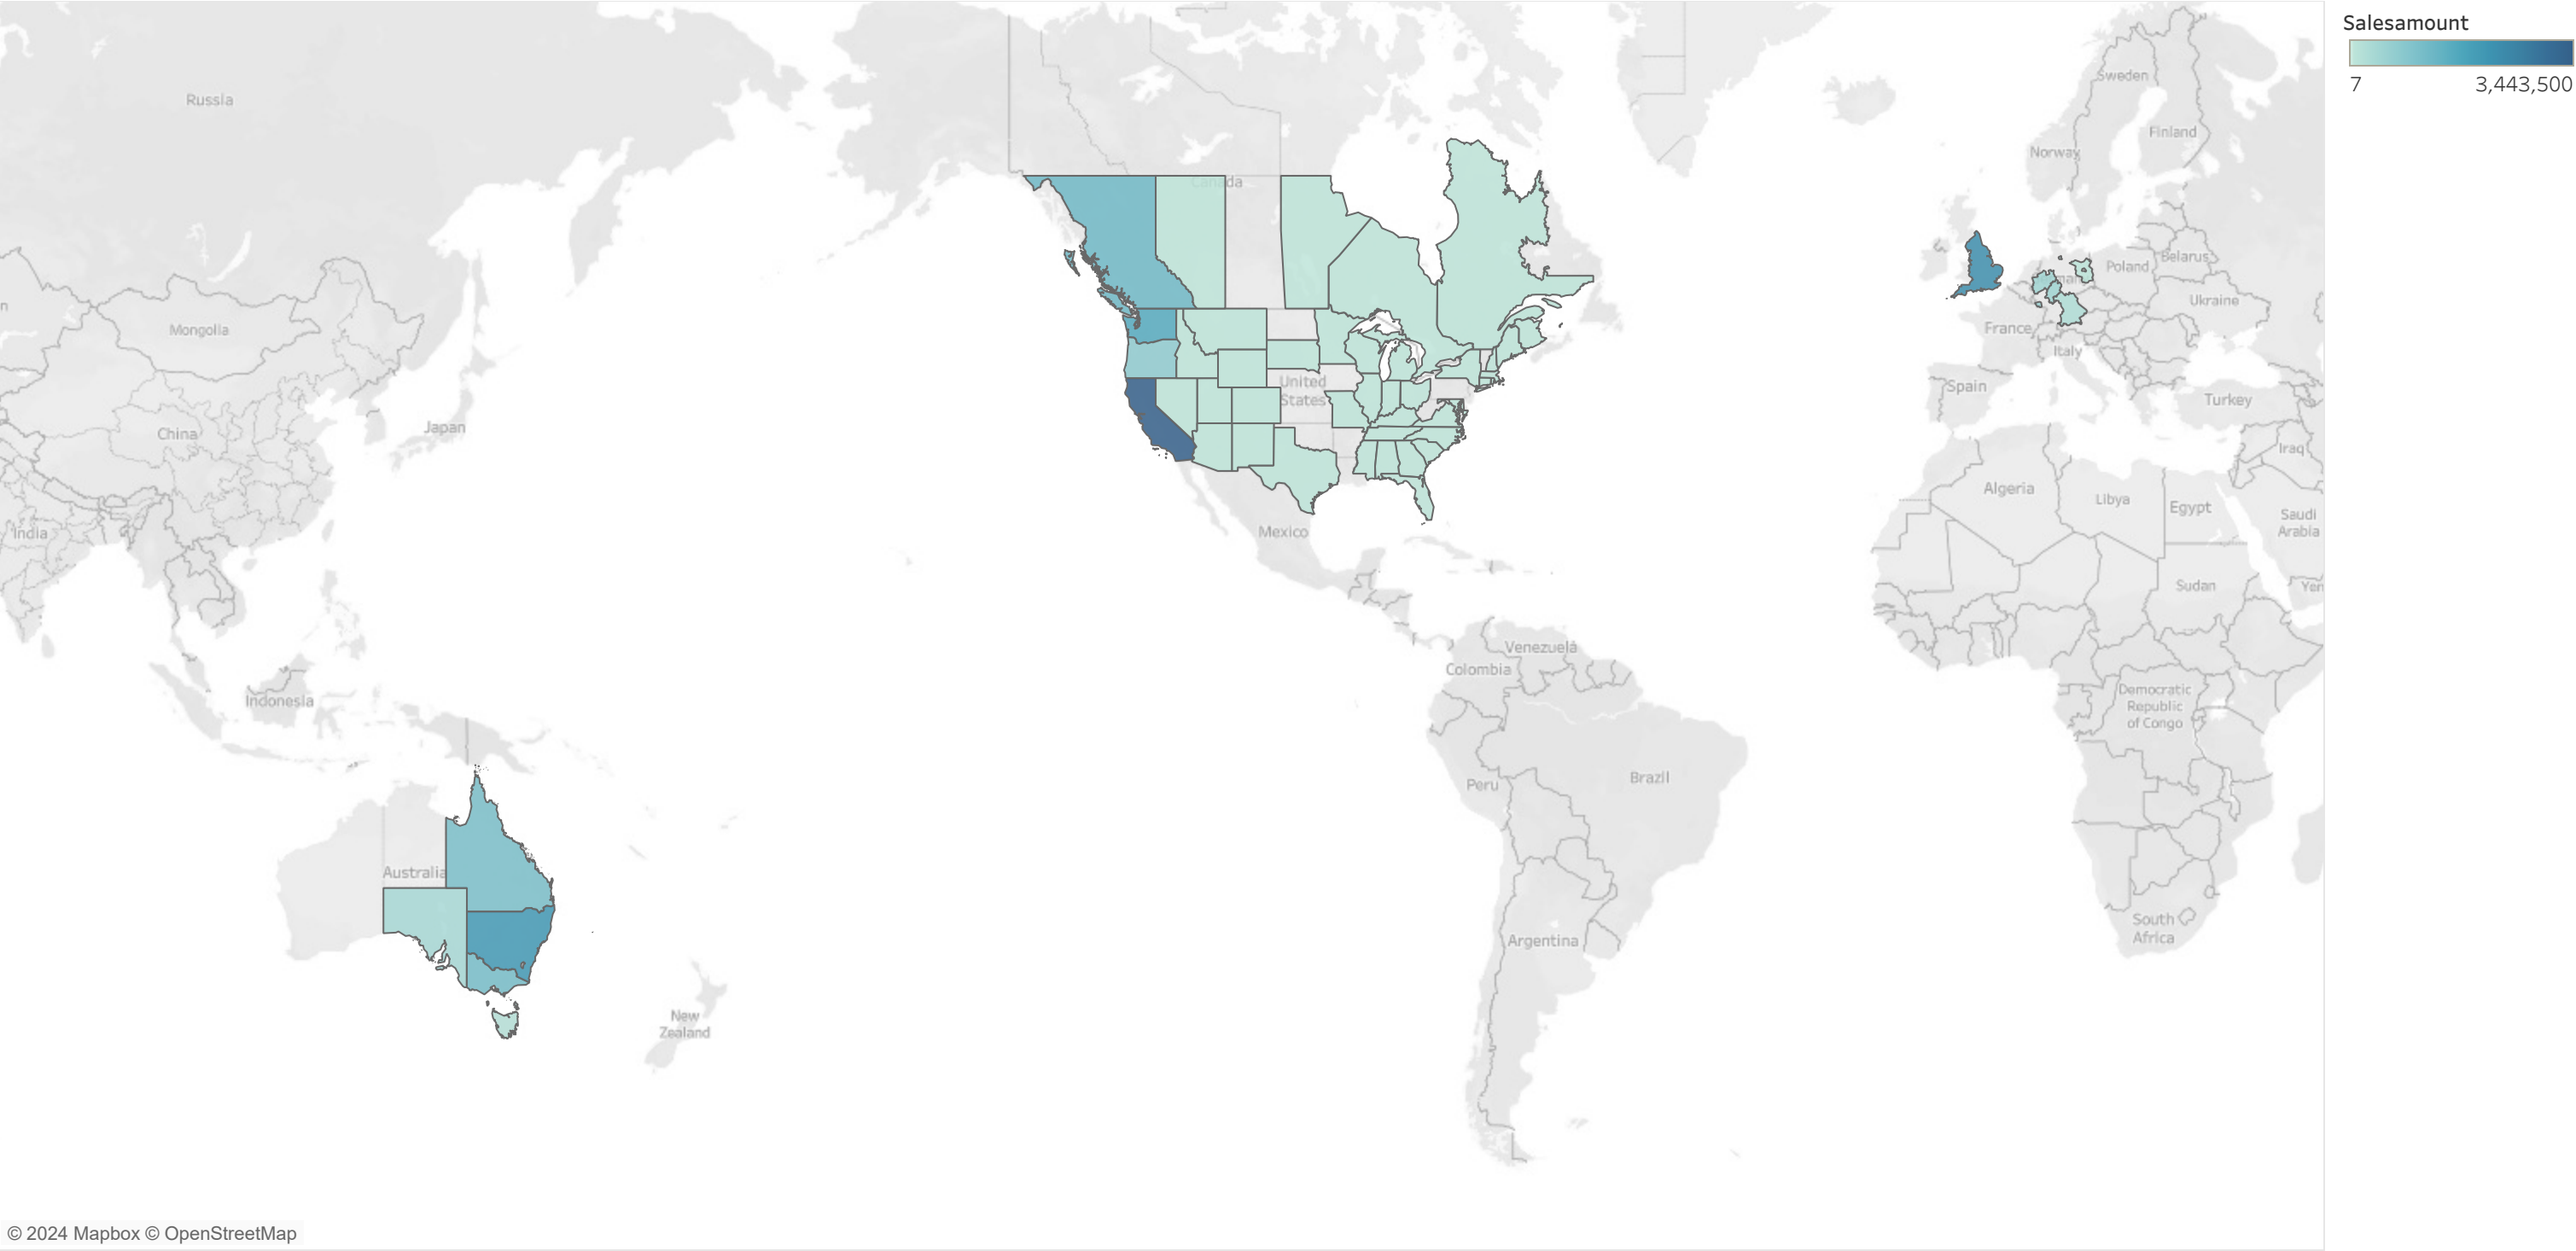 Salesamount
7
3,443,500
Sweden
Russia
Finland
Norway
Canada
Belarus
Poland
Ukraine
Mongolia
France
Italy
United
States
Spain
Turkey
Japan
China
Iraq
Algeria
Libya
Egypt
India
Mexico
Saudi
Arabia
Sudan
Yer
Venezuela
Colombia
Indonesia
Democratic
Republic
of Congo
Peru
Brazil
Australia
South
Africa
Argentina
New
Zealand
© 2024 Mapbox © OpenStreetMap